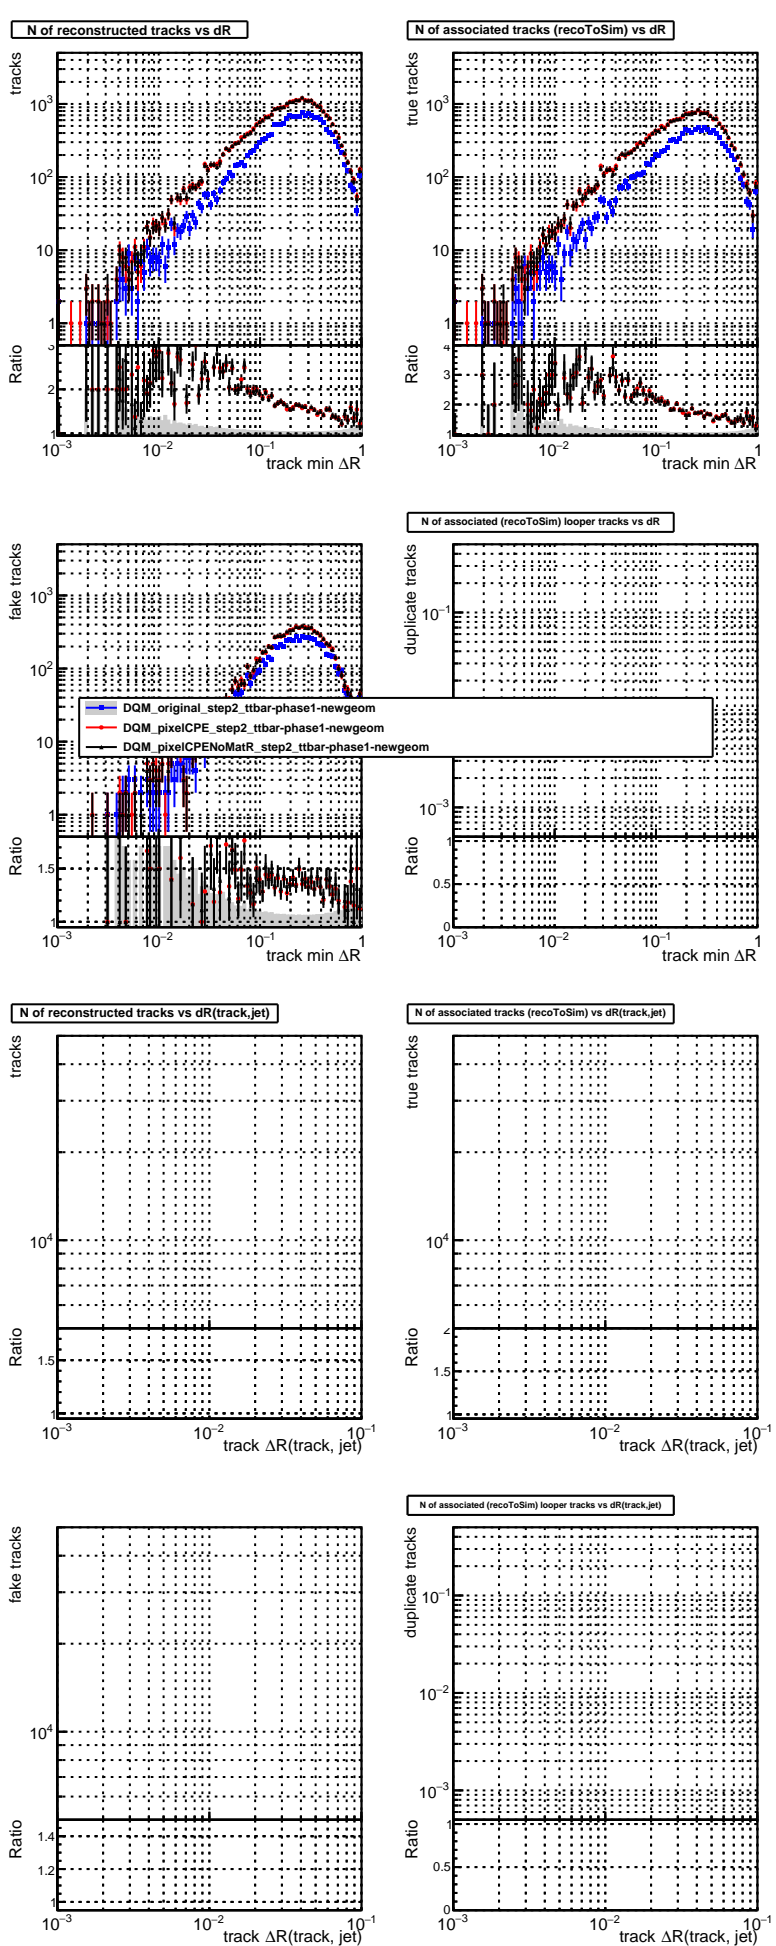 N of reconstructed tracks vs dR
N of associated tracks (recoToSim) vs dR
tracks
10³
10²
10
1
Ratio
3
2
1
10⁻³
10⁻²
10⁻¹
1
track min ΔR
true tracks
10³
10²
10
1
Ratio
4
3
2
1
10⁻³
10⁻²
10⁻¹
1
track min ΔR
N of associated (recoToSim) looper tracks vs dR
fake tracks
10³
10²
10
1
Ratio
1.5
1
10⁻³
10⁻²
10⁻¹
1
track min ΔR
duplicate tracks
10⁻¹
10⁻³
Ratio
1
0.5
0
10⁻³
10⁻²
10⁻¹
1
track min ΔR
DQM_original_step2_ttbar-phase1-newgeom
DQM_pixelCPE_step2_ttbar-phase1-newgeom
DQM_pixelCPENoMatR_step2_ttbar-phase1-newgeom
N of reconstructed tracks vs dR(track,jet)
N of associated tracks (recoToSim) vs dR(track,jet)
tracks
10⁴
Ratio
1.5
1
10⁻³
10⁻²
10⁻¹
track ΔR(track, jet)
true tracks
10⁴
Ratio
2
1.5
1
10⁻³
10⁻²
10⁻¹
track ΔR(track, jet)
N of associated (recoToSim) looper tracks vs dR(track,jet)
fake tracks
10⁴
Ratio
1.4
1.2
1
10⁻³
10⁻²
10⁻¹
track ΔR(track, jet)
duplicate tracks
10⁻¹
10⁻²
10⁻³
Ratio
1
0.5
0
10⁻³
10⁻²
10⁻¹
track ΔR(track, jet)